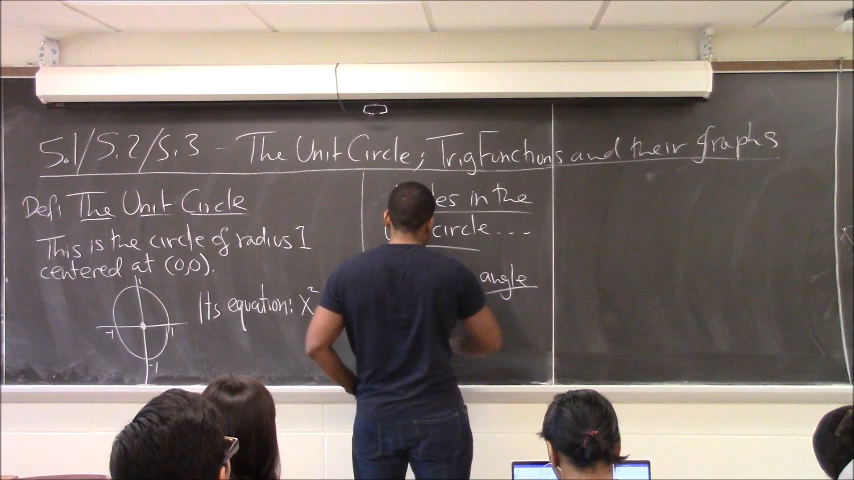 5.1/5.2/5.3 - The Unit Circle, Trig Functions and their graphs
Def: The Unit Circle
This is the circle of radius 1
centered at (0,0).
Its equation: X²
-1
1
-1
les in the
circle....
angle